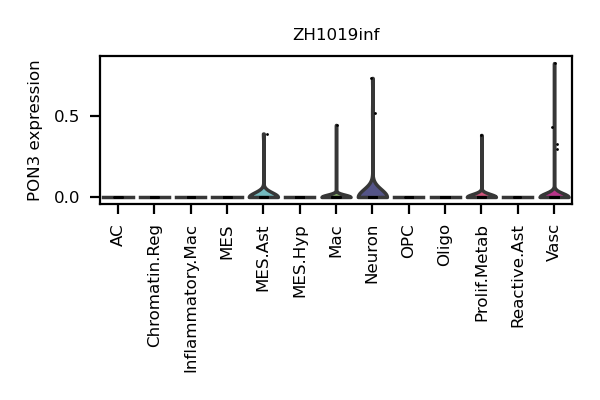 ZH1019inf
PON3 expression
0.5
0.0
AC
Chromatin.Reg
Inflammatory.Mac
MES
MES.Ast
MES.Hyp
Mac
Neuron
OPC
Oligo
Prolif.Metab
Reactive.Ast
Vasc